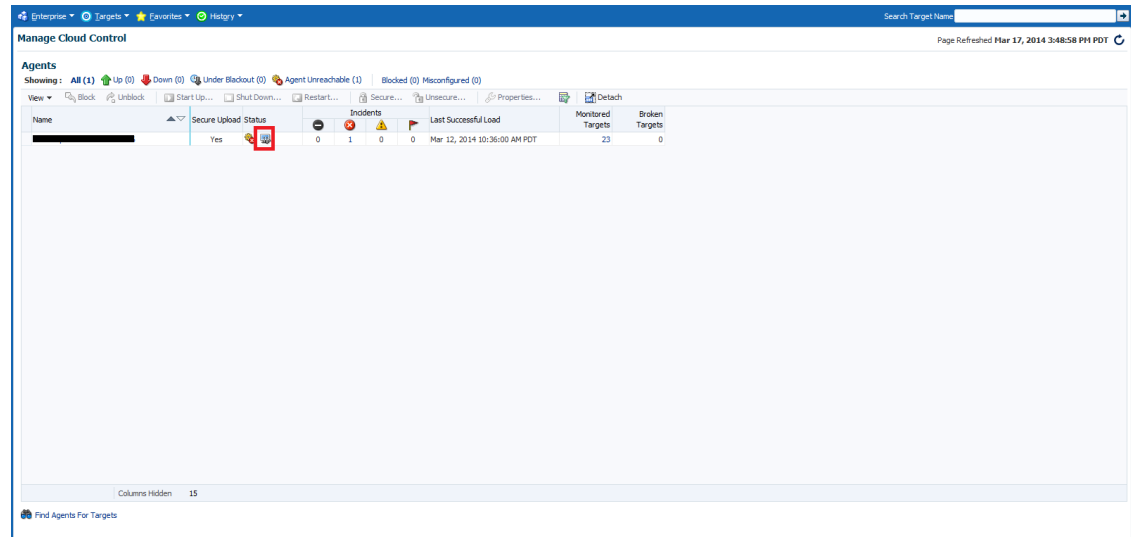 Enterprise Targets Favorites History Search Target Name
Manage Cloud Control Page Refreshed Mar 17, 2014 3:48:58 PM PDT
Agents
Showing : All (1) Up (0) Down (0) Under Blackout (0) Agent Unreachable (1) Blocked (0) Misconfigured (0)
View Block Unblock Start Up... Shut Down... Restart... Secure... Unsecure... Properties... Detach
Name Secure Upload Status Incidents Last Successful Load Monitored Targets Broken Targets
Yes 0 1 0 0 Mar 12, 2014 10:36:00 AM PDT 23 0
Columns Hidden 15
Find Agents For Targets